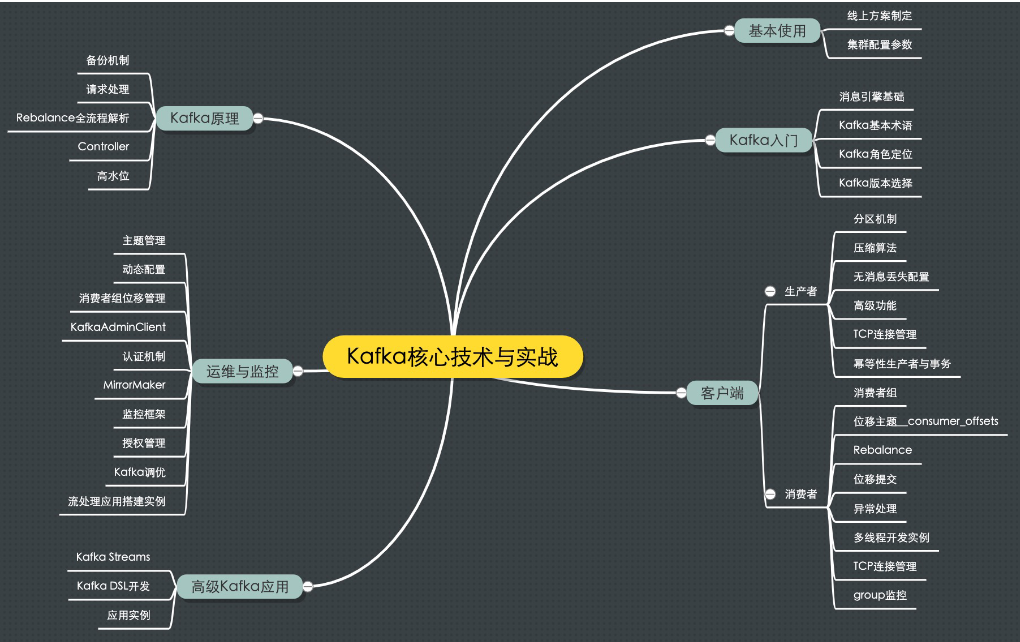 Kafka核心技术与实战
基本使用
线上方案制定
集群配置参数
Kafka入门
消息引擎基础
Kafka基本术语
Kafka角色定位
Kafka版本选择
客户端
生产者
分区机制
压缩算法
无消息丢失配置
高级功能
TCP连接管理
幂等性生产者与事务
消费者
消费者组
位移主题__consumer_offsets
Rebalance
位移提交
异常处理
多线程开发实例
TCP连接管理
group监控
Kafka原理
备份机制
请求处理
Rebalance全流程解析
Controller
高水位
运维与监控
主题管理
动态配置
消费者组位移管理
KafkaAdminClient
认证机制
MirrorMaker
监控框架
授权管理
Kafka调优
流处理应用搭建实例
高级Kafka应用
Kafka Streams
Kafka DSL开发
应用实例